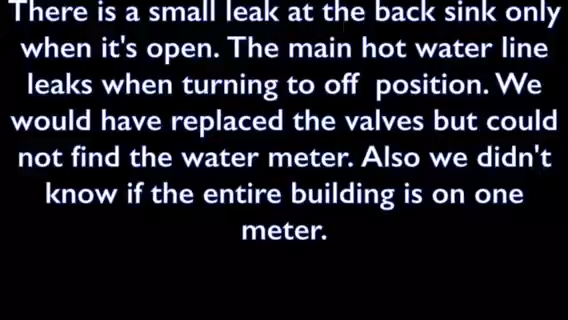 There is a small leak at the back sink only
when it's open. The main hot water line
leaks when turning to off  position. We
would have replaced the valves but could
not find the water meter. Also we didn't
know if the entire building is on one
meter.